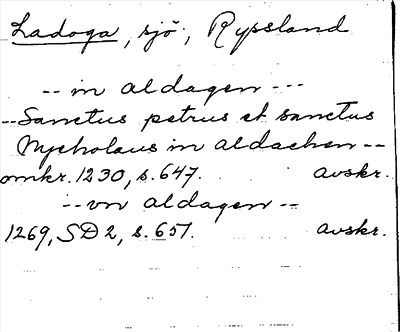 Ladoga, sjö, Ryssland
-- in aldagen ---
-- Sanctus petrus et sanctus
Nycholaus in aldachen --
omkr. 1230, s. 647. avskr.
-- vn aldagen --
1269, SD 2, s. 651. avskr.